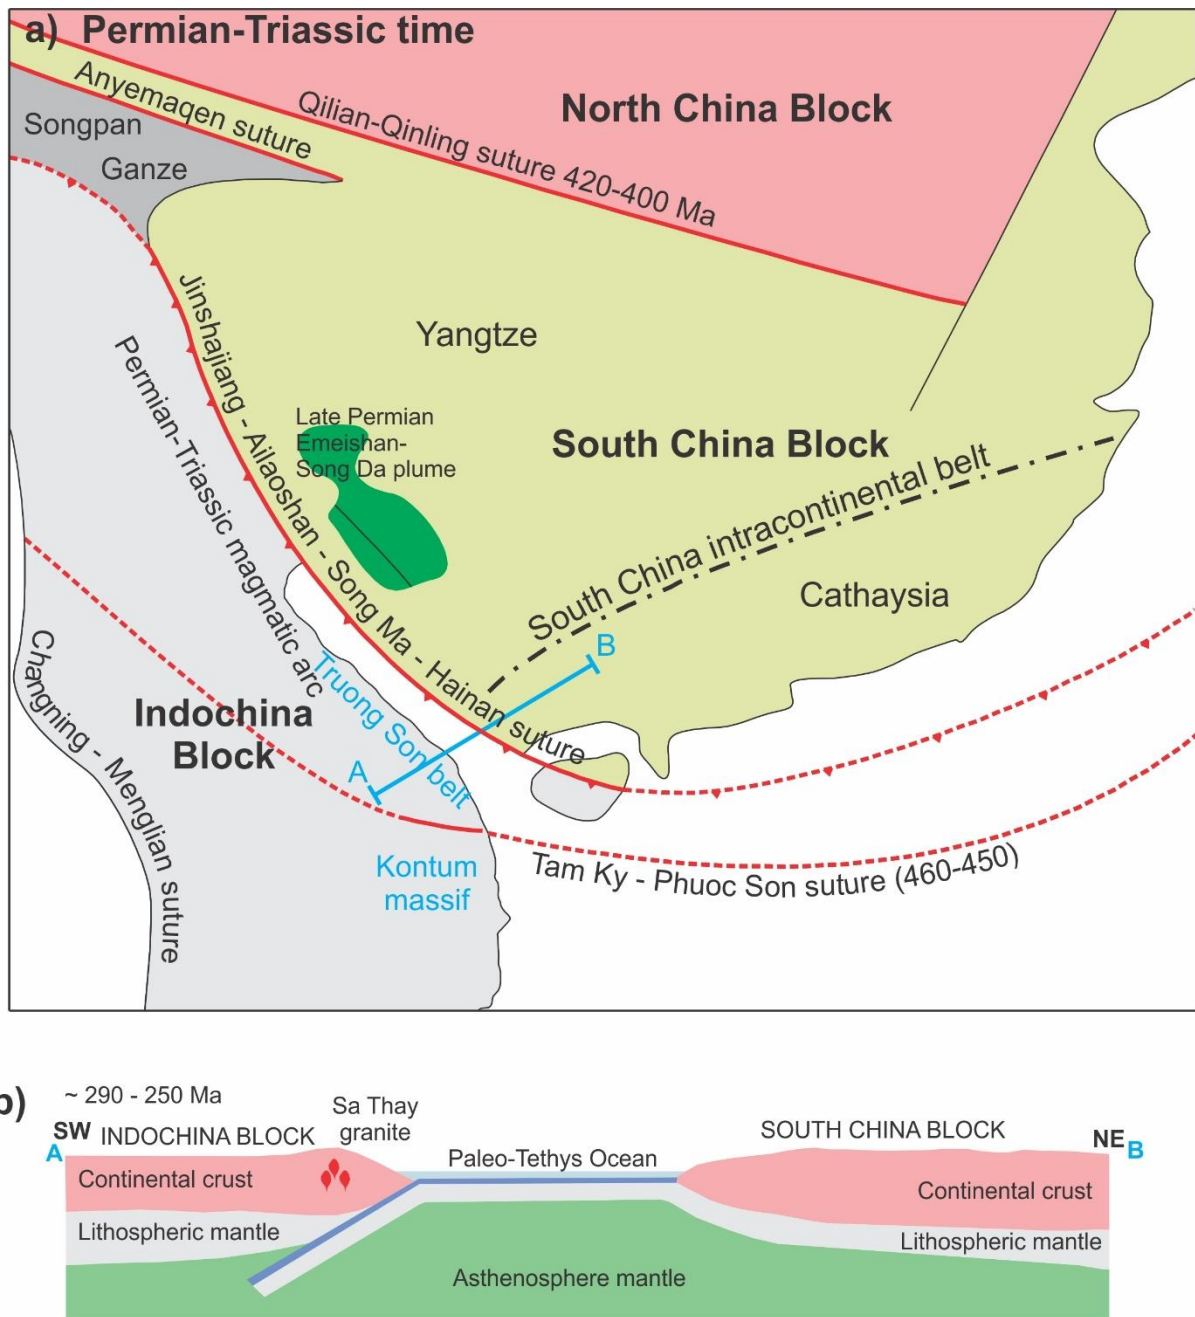 a) Permian-Triassic time
Anyemaqen suture
Songpan
Ganze
Qilian-Qinling suture 420-400 Ma
North China Block
Yangtze
Jinshajiang - Ailaoshan - Song Ma - Hainan suture
Permian-Triassic magmatic arc
Late Permian
Emeishan-
Song Da plume
South China Block
South China intracontinental belt
Cathaysia
B
Truong Son belt
A
Indochina
Block
Changning - Menglian suture
Kontum
massif
Tam Ky - Phuoc Son suture (460-450)
b)
~ 290 - 250 Ma
Sa Thay
granite
SW
A
INDOCHINA BLOCK
SOUTH CHINA BLOCK
NE
B
Paleo-Tethys Ocean
Continental crust
Continental crust
Lithospheric mantle
Lithospheric mantle
Asthenosphere mantle